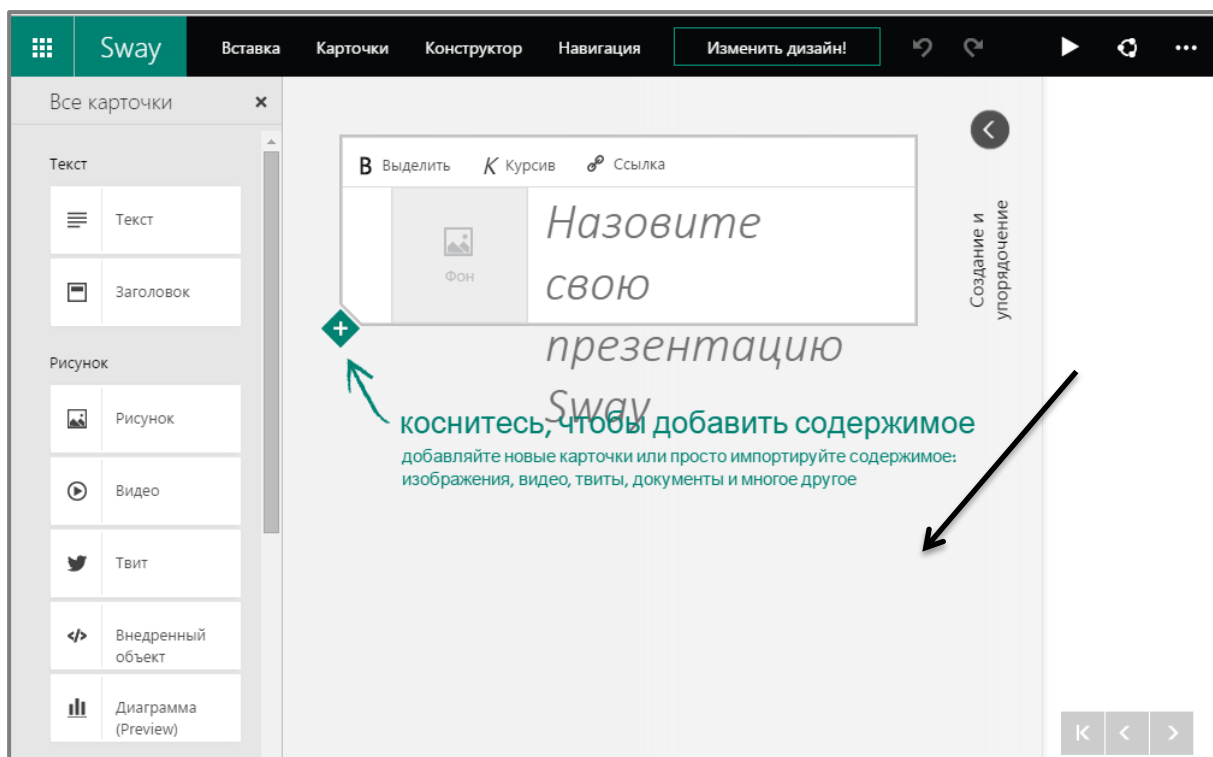 Sway Вставка Карточки Конструктор Навигация Изменить дизайн!
Все карточки
Текст
Текст
Заголовок
Рисунок
Рисунок
Видео
Твит
Внедренный
объект
Диаграмма
(Preview)
B Выделить К Курсив Ссылка
Фон
Назовите
свою
презентацию
Sway
коснитесь, чтобы добавить содержимое
добавляйте новые карточки или просто импортируйте содержимое:
изображения, видео, твиты, документы и многое другое
Создание и
упорядочение